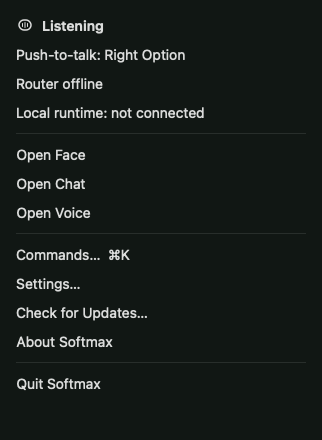 Listening
Push-to-talk: Right Option
Router offline
Local runtime: not connected
Open Face
Open Chat
Open Voice
Commands... ⌘K
Settings...
Check for Updates...
About Softmax
Quit Softmax